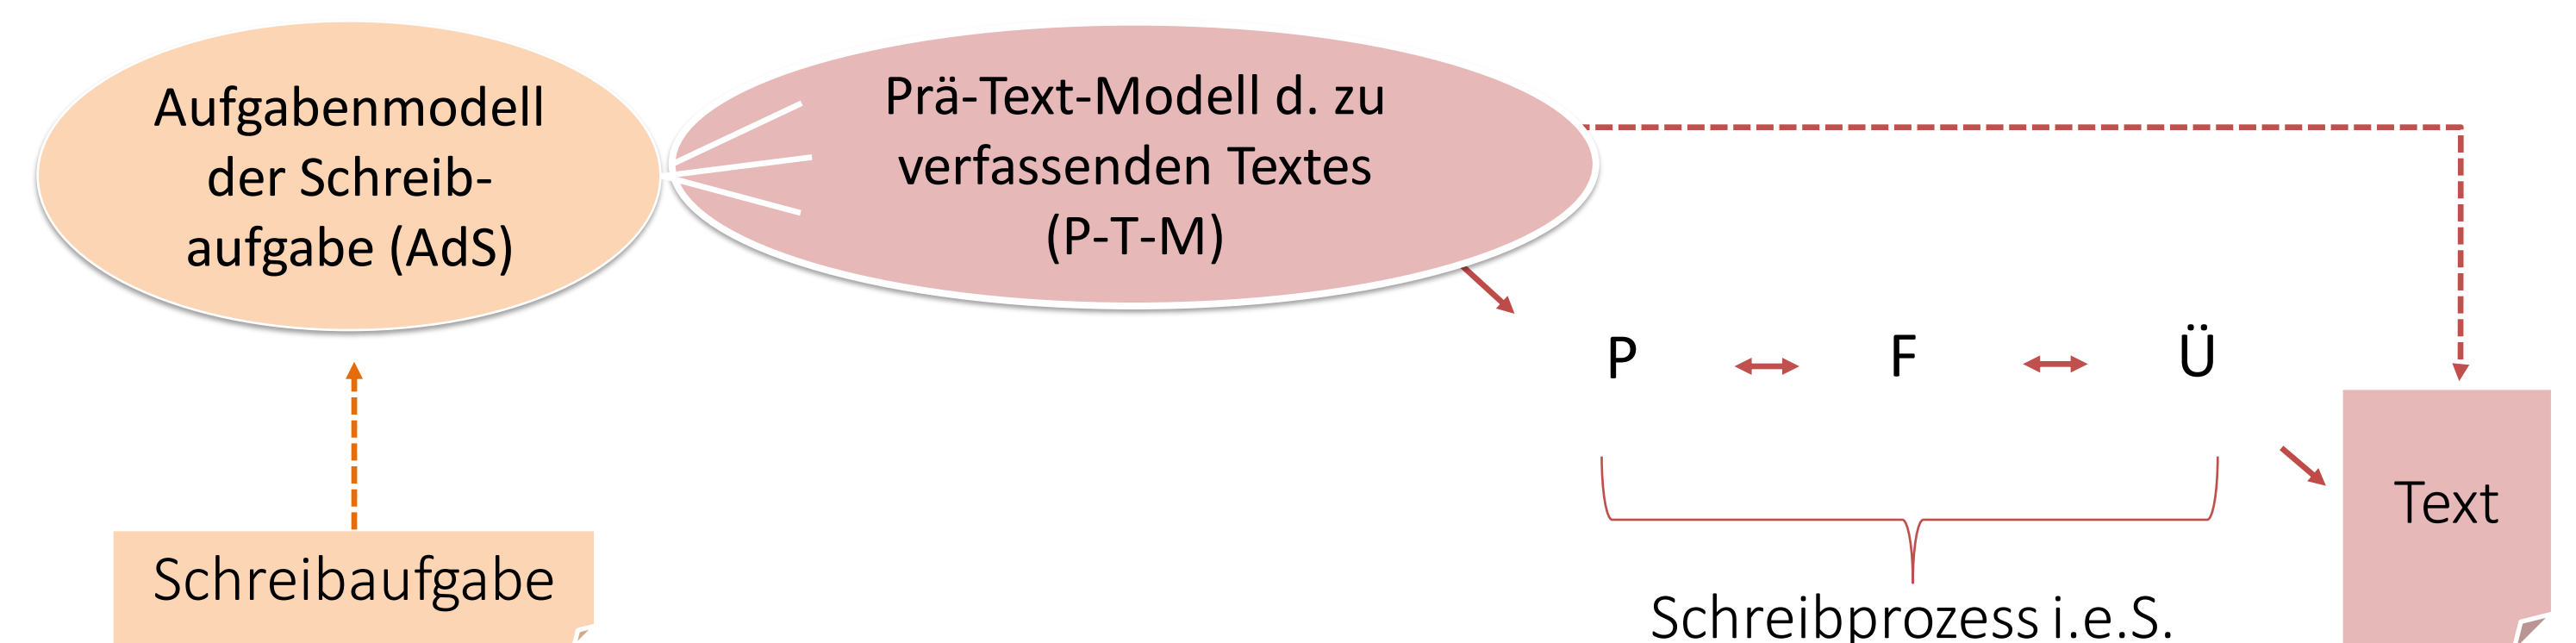 Aufgabenmodell
der Schreib-
aufgabe (AdS)
Prä-Text-Modell d. zu
verfassenden Textes
(P-T-M)
P
F
Ü
Text
Schreibaufgabe
Schreibprozess i.e.S.